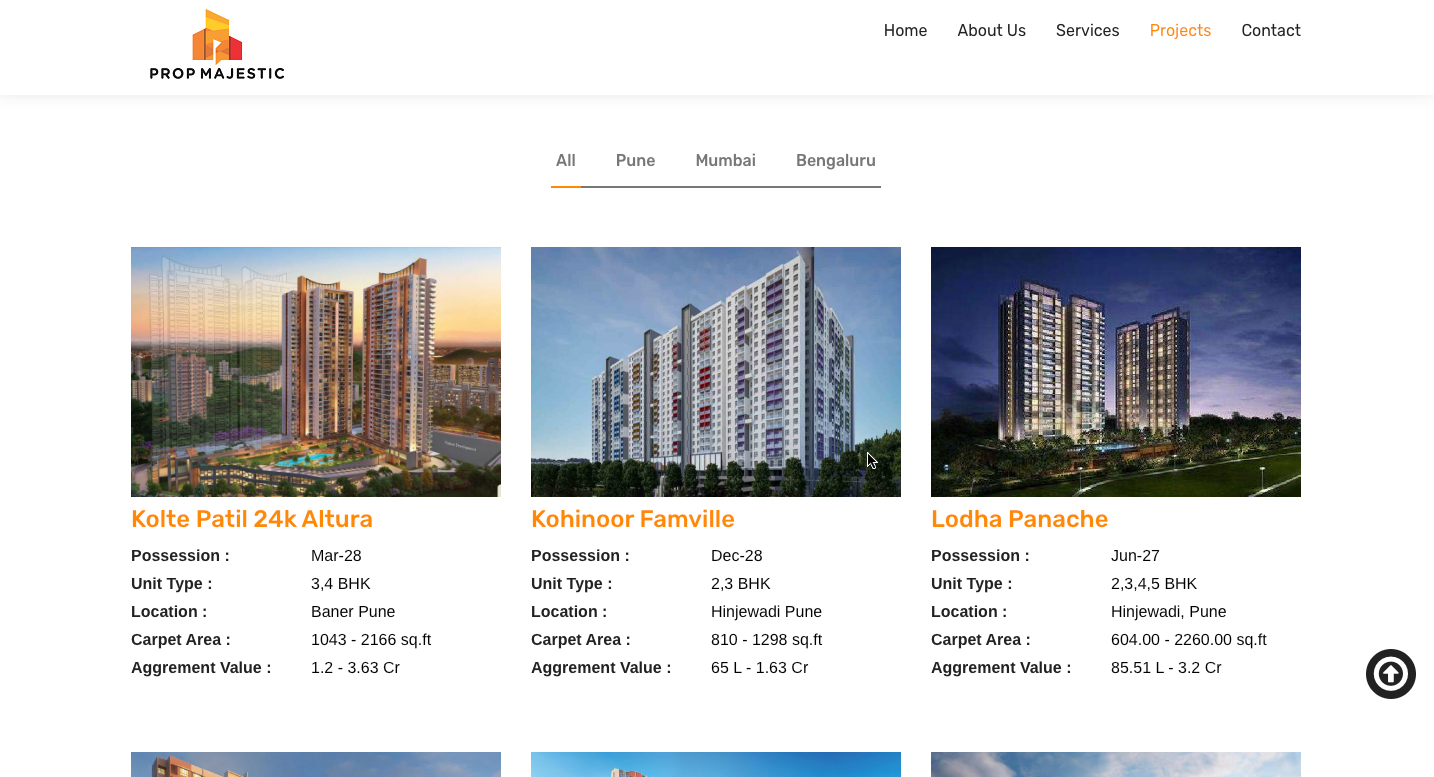 PROP MAJESTIC
Home About Us Services Projects Contact
All Pune Mumbai Bengaluru
Kolte Patil 24k Altura
Possession : Mar-28
Unit Type : 3,4 BHK
Location : Baner Pune
Carpet Area : 1043 - 2166 sq.ft
Aggrement Value : 1.2 - 3.63 Cr
Kohinoor Famville
Possession : Dec-28
Unit Type : 2,3 BHK
Location : Hinjewadi Pune
Carpet Area : 810 - 1298 sq.ft
Aggrement Value : 65 L - 1.63 Cr
Lodha Panache
Possession : Jun-27
Unit Type : 2,3,4,5 BHK
Location : Hinjewadi, Pune
Carpet Area : 604.00 - 2260.00 sq.ft
Aggrement Value : 85.51 L - 3.2 Cr